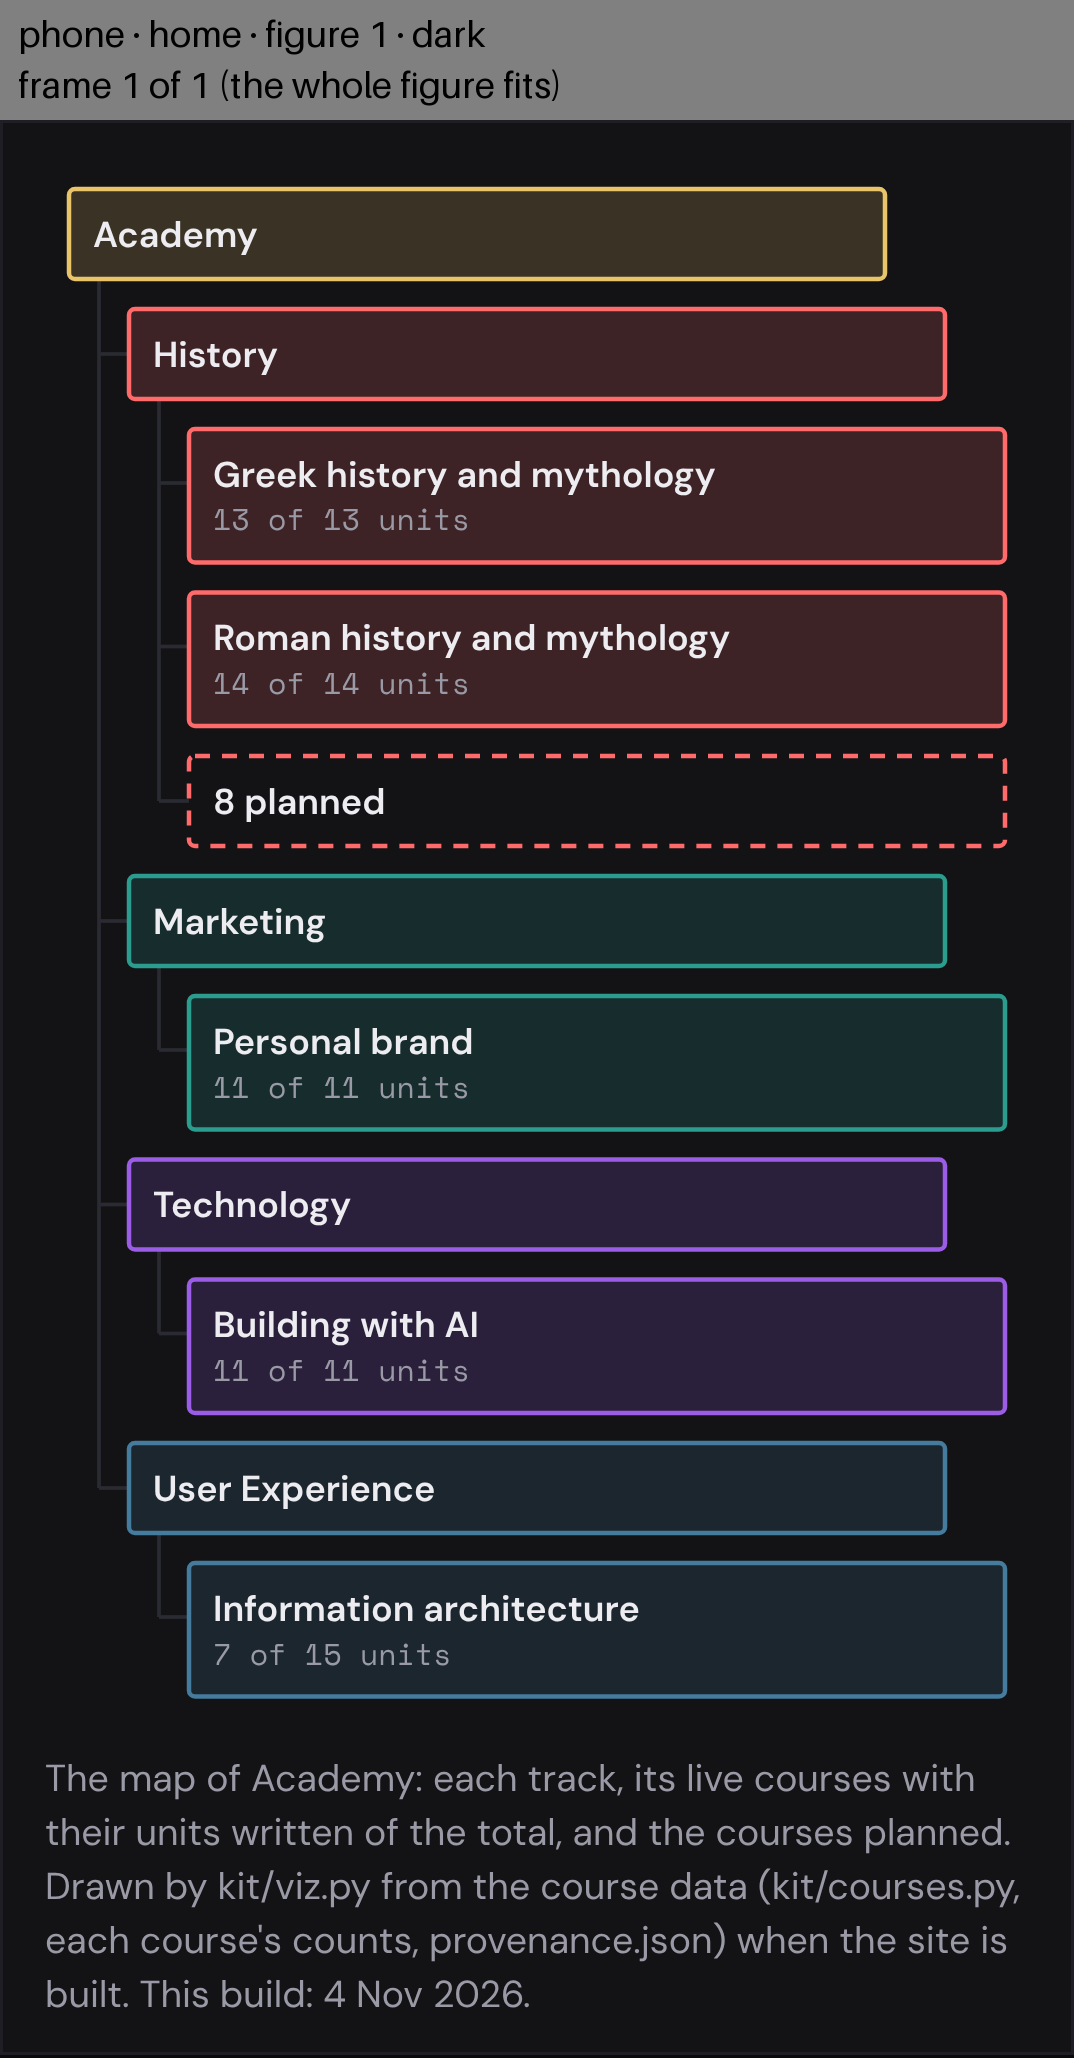 phone · home · figure 1 · dark
frame 1 of 1 (the whole figure fits)
Academy
History
Greek history and mythology
13 of 13 units
Roman history and mythology
14 of 14 units
8 planned
Marketing
Personal brand
11 of 11 units
Technology
Building with AI
11 of 11 units
User Experience
Information architecture
7 of 15 units
The map of Academy: each track, its live courses with
their units written of the total, and the courses planned.
Drawn by kit/viz.py from the course data (kit/courses.py,
each course's counts, provenance.json) when the site is
built. This build: 4 Nov 2026.